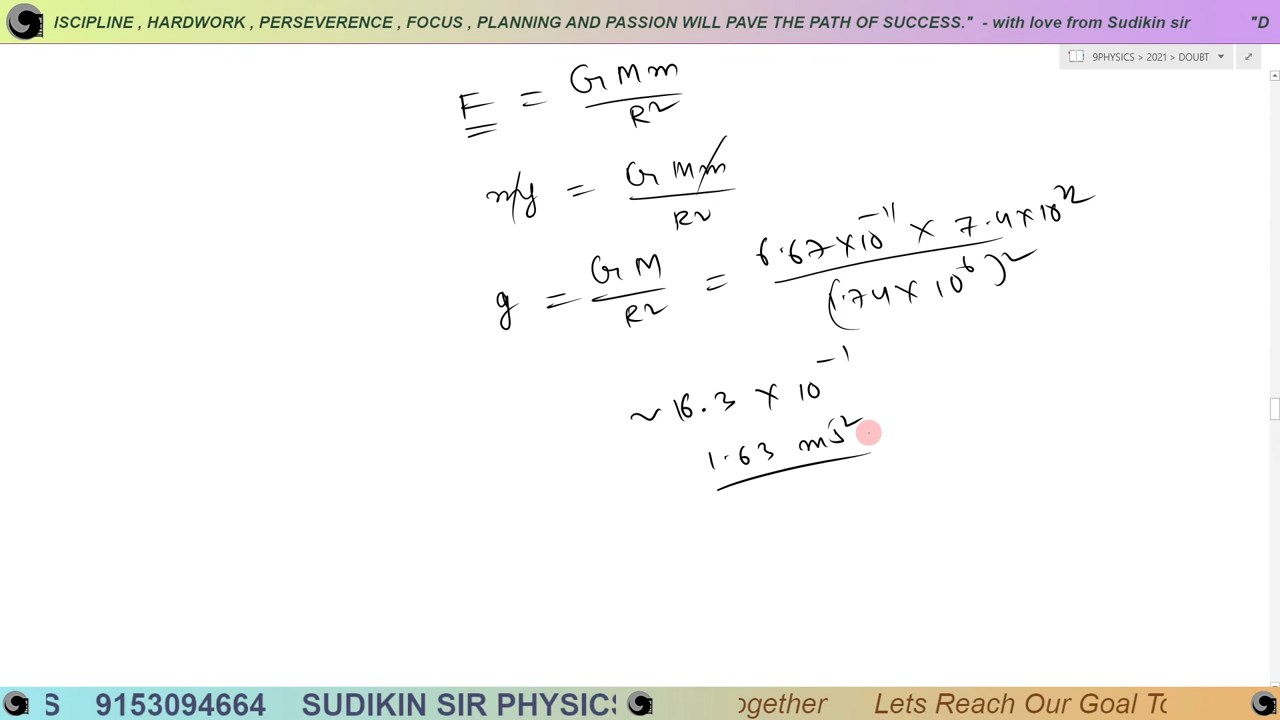 ISCIPLINE , HARDWORK , PERSEVERENCE , FOCUS , PLANNING AND PASSION WILL PAVE THE PATH OF SUCCESS." - with love from Sudikin sir "D
9PHYSICS > 2021 > DOUBT
F = GMm/R²
mg = GMm/R²
g = GM/R² = 6.67×10⁻¹¹ × 7.4×10²²/(1.74×10⁶)²
~ 16.3 × 10⁻¹
1.63 ms⁻²
S 9153094664 SUDIKIN SIR PHYSICS ogether Lets Reach Our Goal To